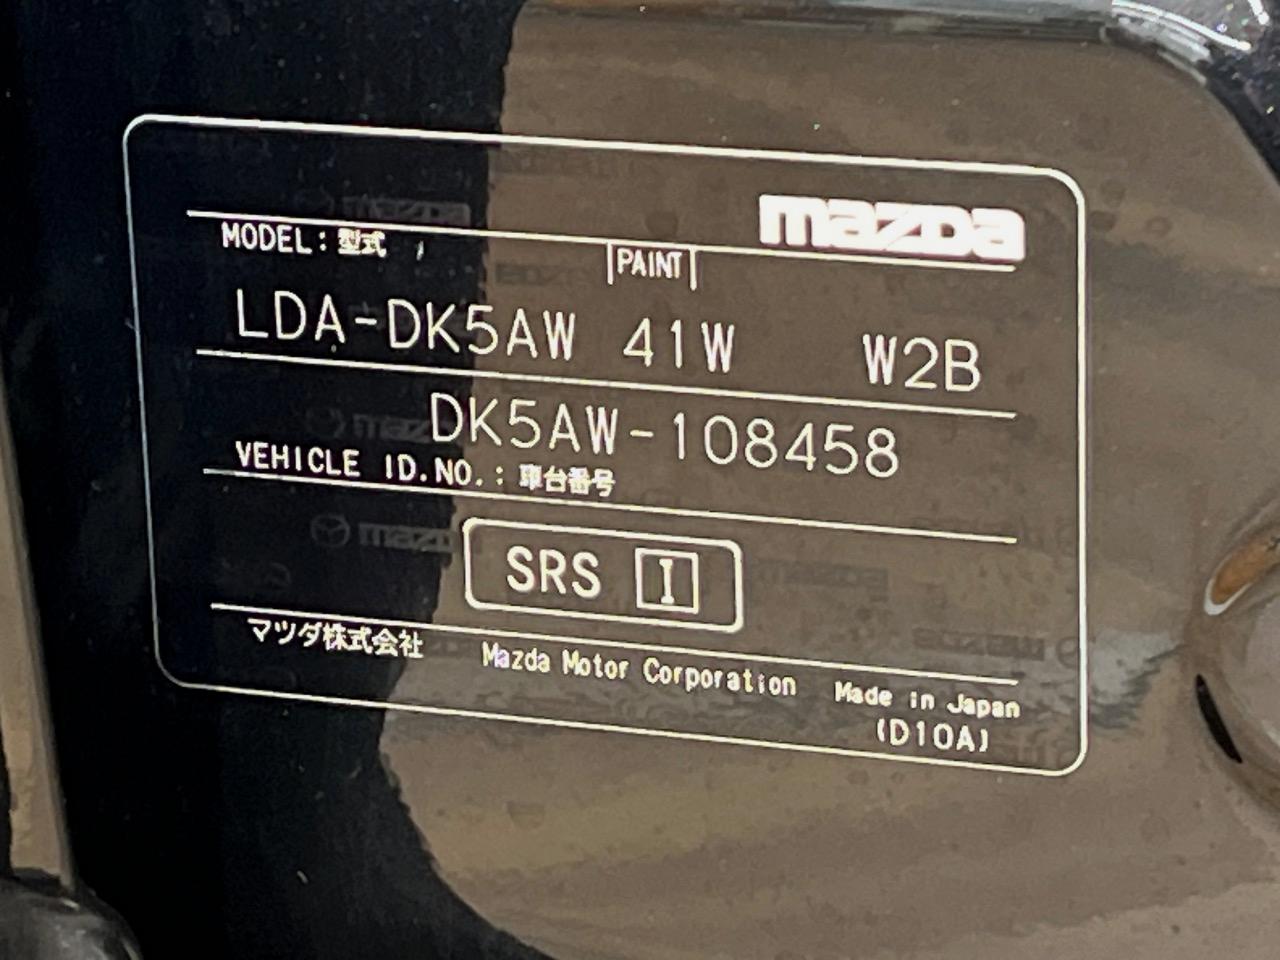 mazda
MODEL：型式
PAINT
LDA-DK5AW 41W W2B
DK5AW-108458
VEHICLE ID.NO.：車台番号
SRS I
マツダ株式会社 Mazda Motor Corporation Made in Japan
(D10A)